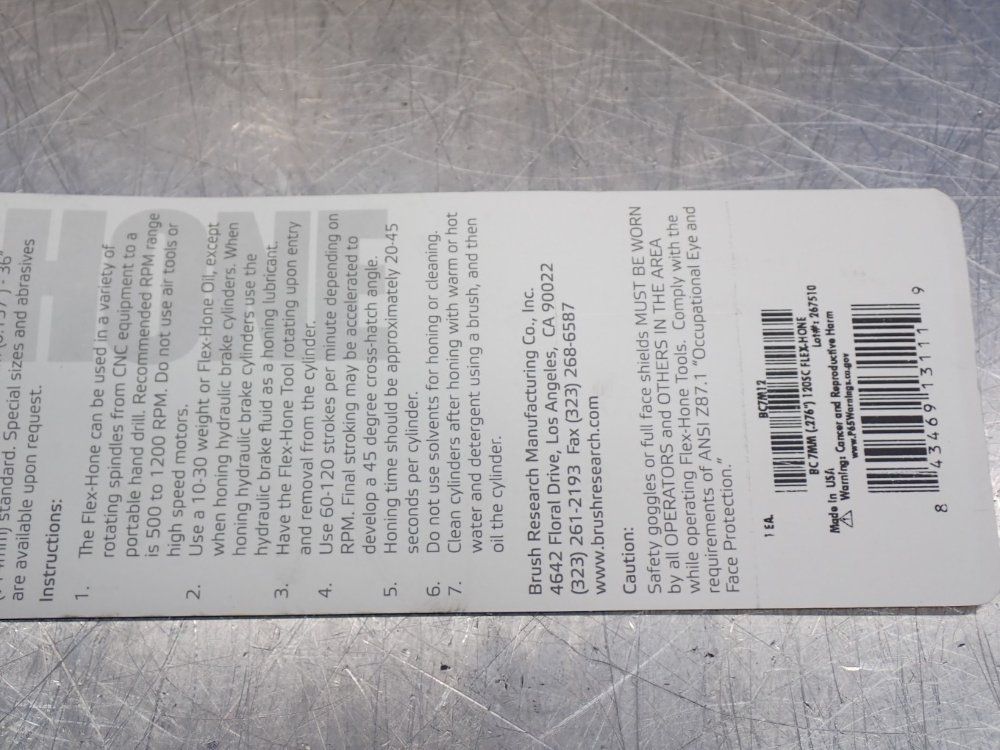 HONE
standard. Special sizes and abrasives
are available upon request.
Instructions:
1. The Flex-Hone can be used in a variety of
rotating spindles from CNC equipment to a
portable hand drill. Recommended RPM range
is 500 to 1200 RPM. Do not use air tools or
high speed motors.
2. Use a 10-30 weight or Flex-Hone Oil, except
when honing hydraulic brake cylinders. When
honing hydraulic brake cylinders use the
hydraulic brake fluid as a honing lubricant.
3. Have the Flex-Hone Tool rotating upon entry
and removal from the cylinder.
4. Use 60-120 strokes per minute depending on
RPM. Final stroking may be accelerated to
develop a 45 degree cross-hatch angle.
5. Honing time should be approximately 20-45
seconds per cylinder.
6. Do not use solvents for honing or cleaning.
7. Clean cylinders after honing with warm or hot
water and detergent using a brush, and then
oil the cylinder.
Brush Research Manufacturing Co., Inc.
4642 Floral Drive, Los Angeles, CA 90022
(323) 261-2193 Fax (323) 268-6587
www.brushresearch.com
Caution:
Safety goggles or full face shields MUST BE WORN
by all OPERATORS and OTHERS IN THE AREA
while operating Flex-Hone Tools. Comply with the
requirements of ANSI Z87.1 "Occupational Eye and
Face Protection."
BC7M12
1 EA.
BC 7MM (.276") 120SC FLEX-HONE
Lot#: 267510
Made in USA
Warning: Cancer and Reproductive Harm
www.P65Warnings.ca.gov
8 43469 13111 9